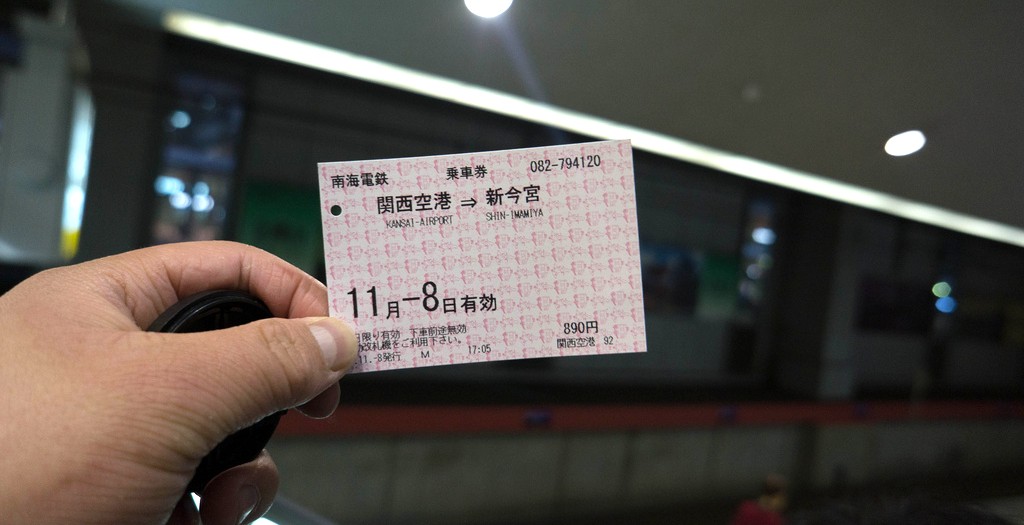 南海電鉄 乗車券 082-794120
関西空港 ⇒ 新今宮
KANSAI-AIRPORT SHIN-IMAMIYA
11月-8日有効
限り有効 下車前途無効 890円
改札機をご利用下さい。 関西空港 92
11.-8発行 M 17:05